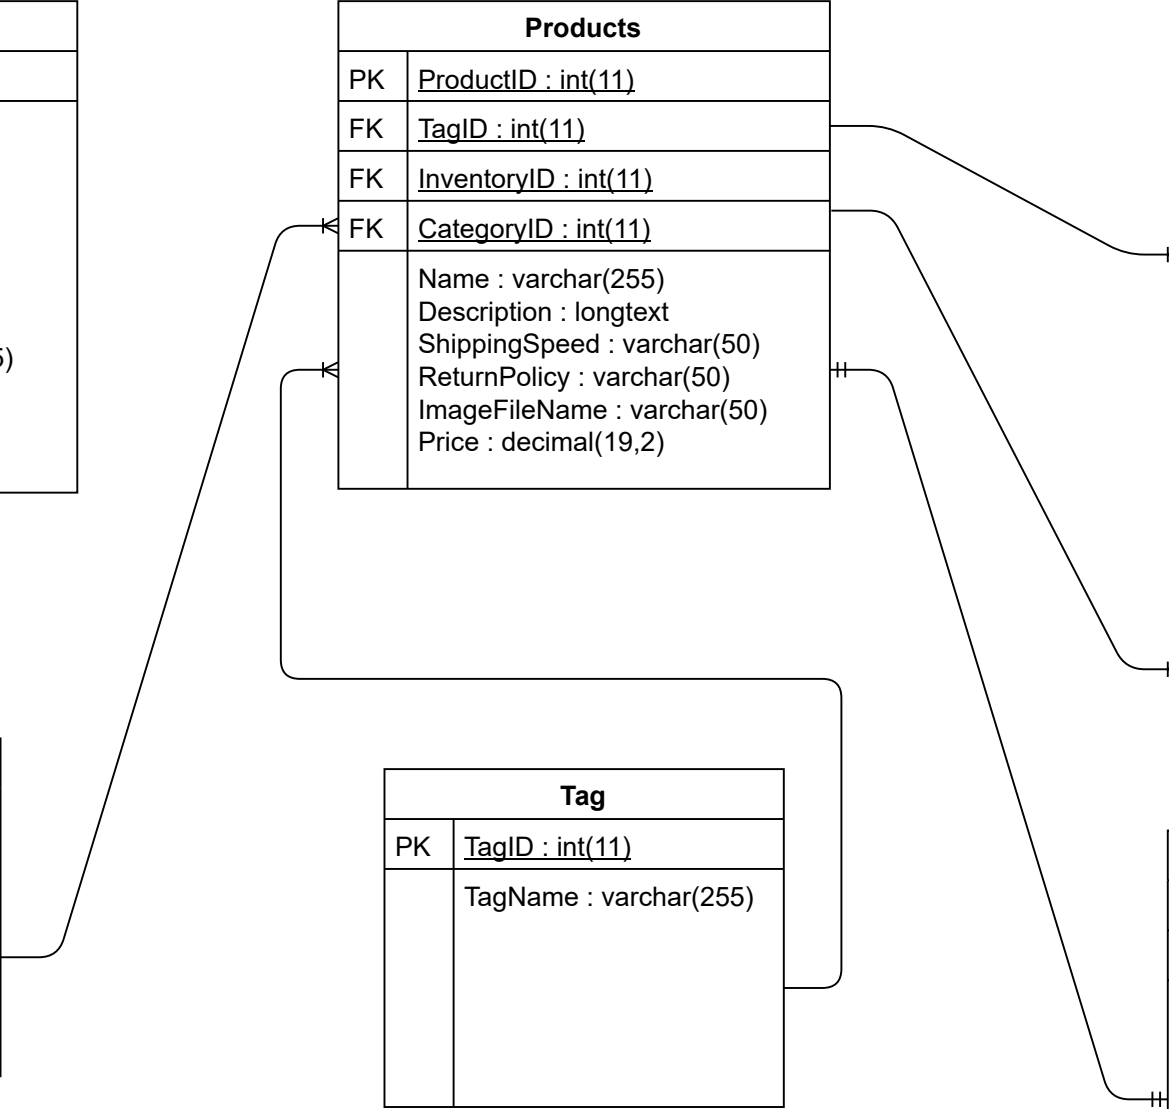 Products
PK ProductID : int(11)
FK TagID : int(11)
FK InventoryID : int(11)
FK CategoryID : int(11)
Name : varchar(255)
Description : longtext
ShippingSpeed : varchar(50)
ReturnPolicy : varchar(50)
ImageFileName : varchar(50)
Price : decimal(19,2)
5)
Tag
PK TagID : int(11)
TagName : varchar(255)